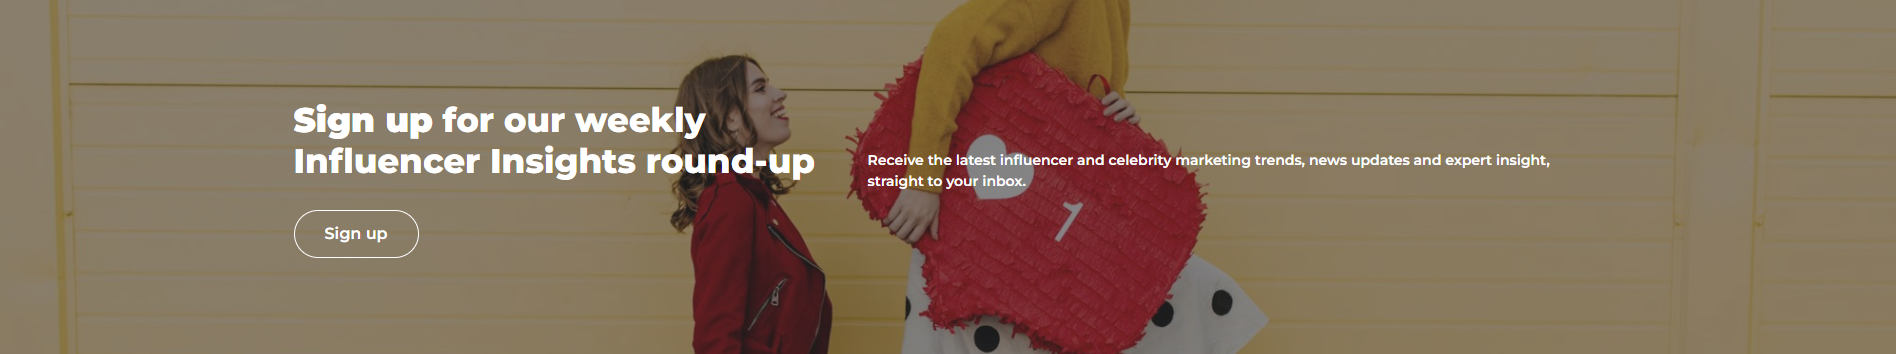 Sign up for our weekly
Influencer Insights round-up
Receive the latest influencer and celebrity marketing trends, news updates and expert insight,
straight to your inbox.
Sign up
1